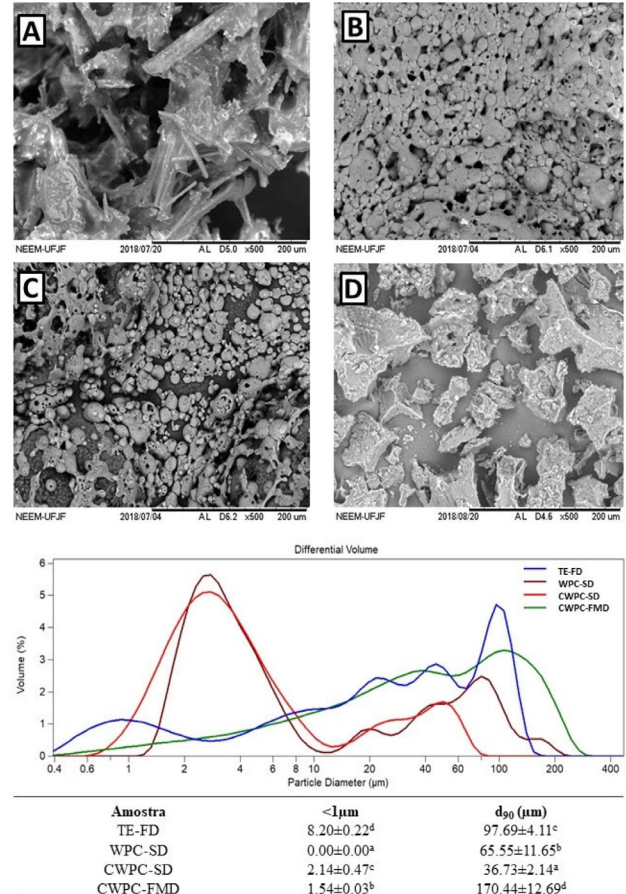 A
NEEM-UFJF 2018/07/20 AL D5.0 x500 200 um
B
NEEM-UFJF 2018/07/04 AL D6.1 x500 200 um
C
NEEM-UFJF 2018/07/04 AL D6.2 x500 200 um
D
NEEM-UFJF 2018/08/20 AL D4.6 x500 200 um
Differential Volume
TE-FD
WPC-SD
CWPC-SD
CWPC-FMD
Volume (%)
6
5
4
3
2
1
0
0.4 0.6 1 2 4 6 8 10 20 40 60 100 200 400
Particle Diameter (µm)
Amostra <1µm d90 (µm)
TE-FD 8.20±0.22d 97.69±4.11c
WPC-SD 0.00±0.00a 65.55±11.65b
CWPC-SD 2.14±0.47c 36.73±2.14a
CWPC-FMD 1.54±0.03b 170.44±12.69d